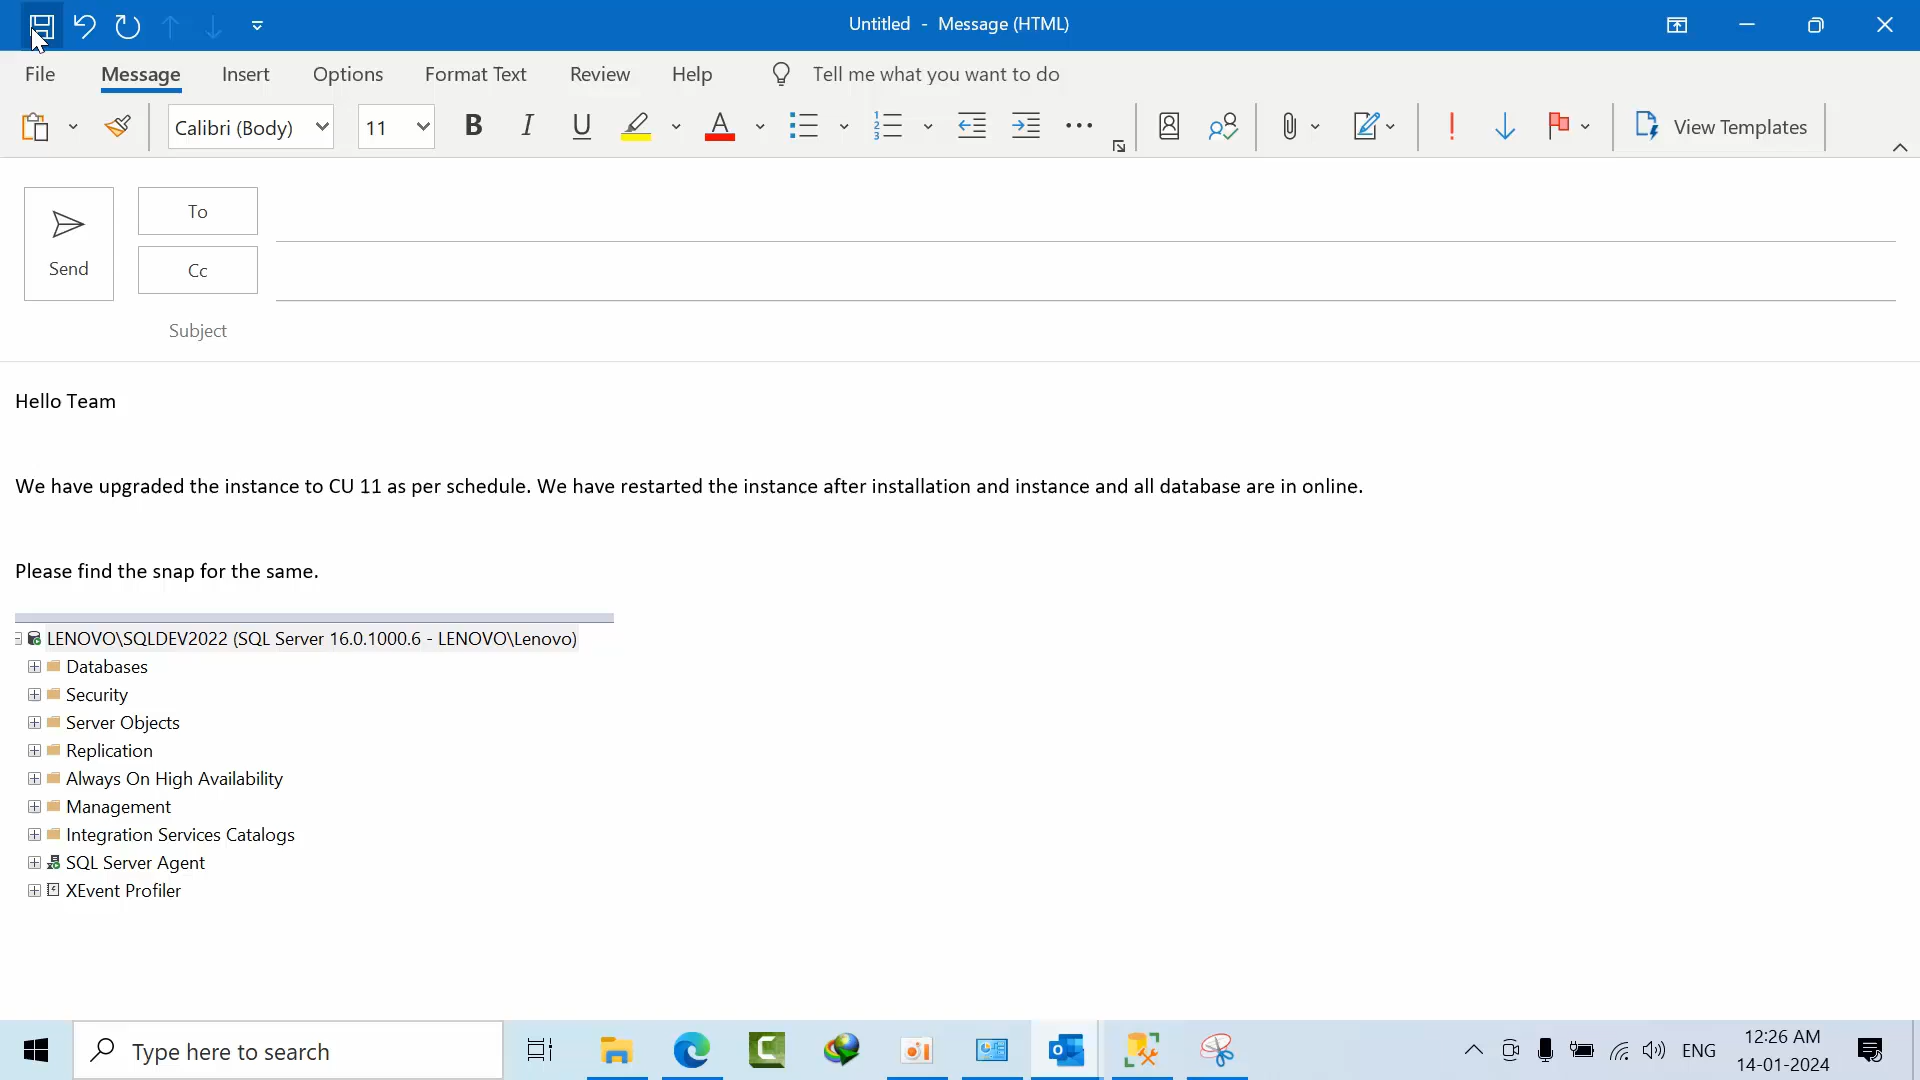 Untitled - Message (HTML)
File Message Insert Options Format Text Review Help Tell me what you want to do
Calibri (Body) 11 B I U A View Templates
To
Send
Cc
Subject
Hello Team
We have upgraded the instance to CU 11 as per schedule. We have restarted the instance after installation and instance and all database are in online.
Please find the snap for the same.
LENOVO\SQLDEV2022 (SQL Server 16.0.1000.6 - LENOVO\Lenovo)
Databases
Security
Server Objects
Replication
Always On High Availability
Management
Integration Services Catalogs
SQL Server Agent
XEvent Profiler
Type here to search
ENG
12:26 AM
14-01-2024